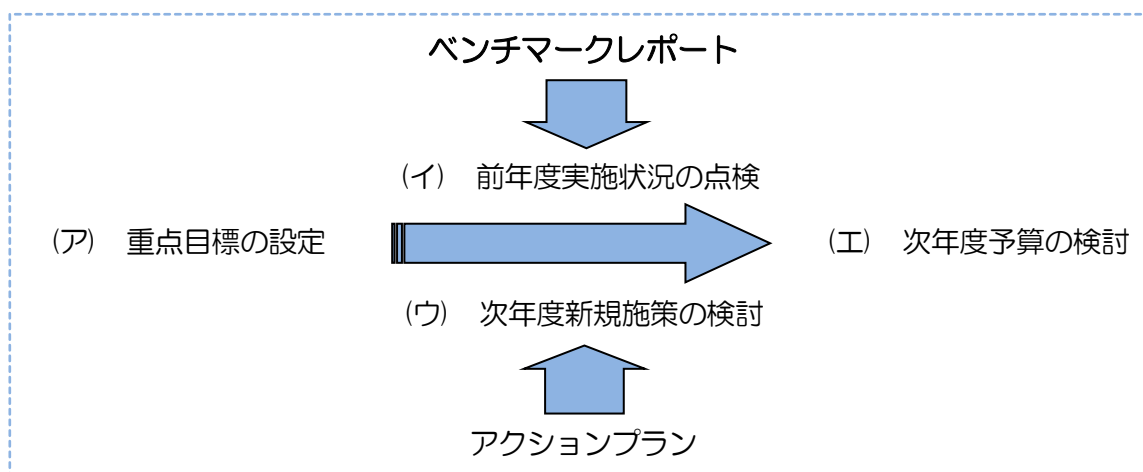 ベンチマークレポート
(イ) 前年度実施状況の点検
(ア) 重点目標の設定
(エ) 次年度予算の検討
(ウ) 次年度新規施策の検討
アクションプラン